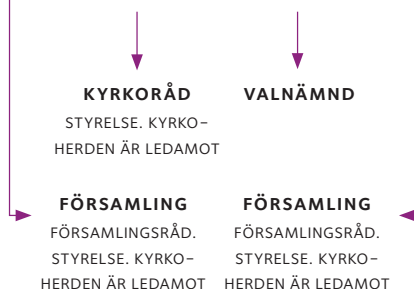 KYRKORÅD
STYRELSE. KYRKO-
HERDEN ÄR LEDAMOT
VALNÄMND
FÖRSAMLING
FÖRSAMLINGSRÅD.
STYRELSE. KYRKO-
HERDEN ÄR LEDAMOT
FÖRSAMLING
FÖRSAMLINGSRÅD.
STYRELSE. KYRKO-
HERDEN ÄR LEDAMOT